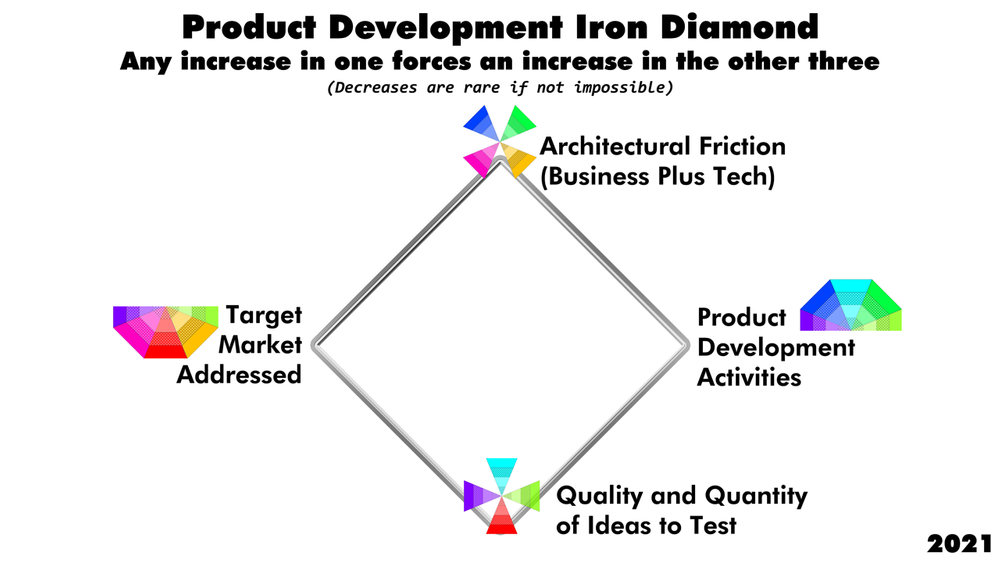 Product Development Iron Diamond
Any increase in one forces an increase in the other three
(Decreases are rare if not impossible)
Architectural Friction
(Business Plus Tech)
Target
Market
Addressed
Product
Development
Activities
Quality and Quantity
of Ideas to Test
2021